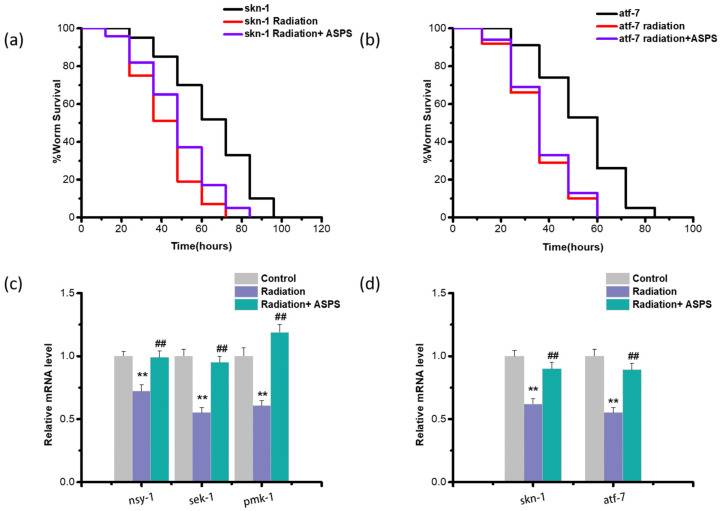 (a)
skn-1
skn-1 Radiation
skn-1 Radiation+ ASPS
%Worm Survival
100
80
60
40
20
0
0 20 40 60 80 100 120
Time(hours)
(b)
atf-7
atf-7 radiation
atf-7 radiation+ASPS
%Worm Survival
100
80
60
40
20
0
0 20 40 60 80 100
Time(hours)
(c)
Control
Radiation
Radiation+ ASPS
Relative mRNA level
1.5
1.0
0.5
0.0
** ## ** ## ** ##
nsy-1 sek-1 pmk-1
(d)
Control
Radiation
Radiation+ ASPS
Relative mRNA level
1.5
1.0
0.5
0.0
** ## ** ##
skn-1 atf-7